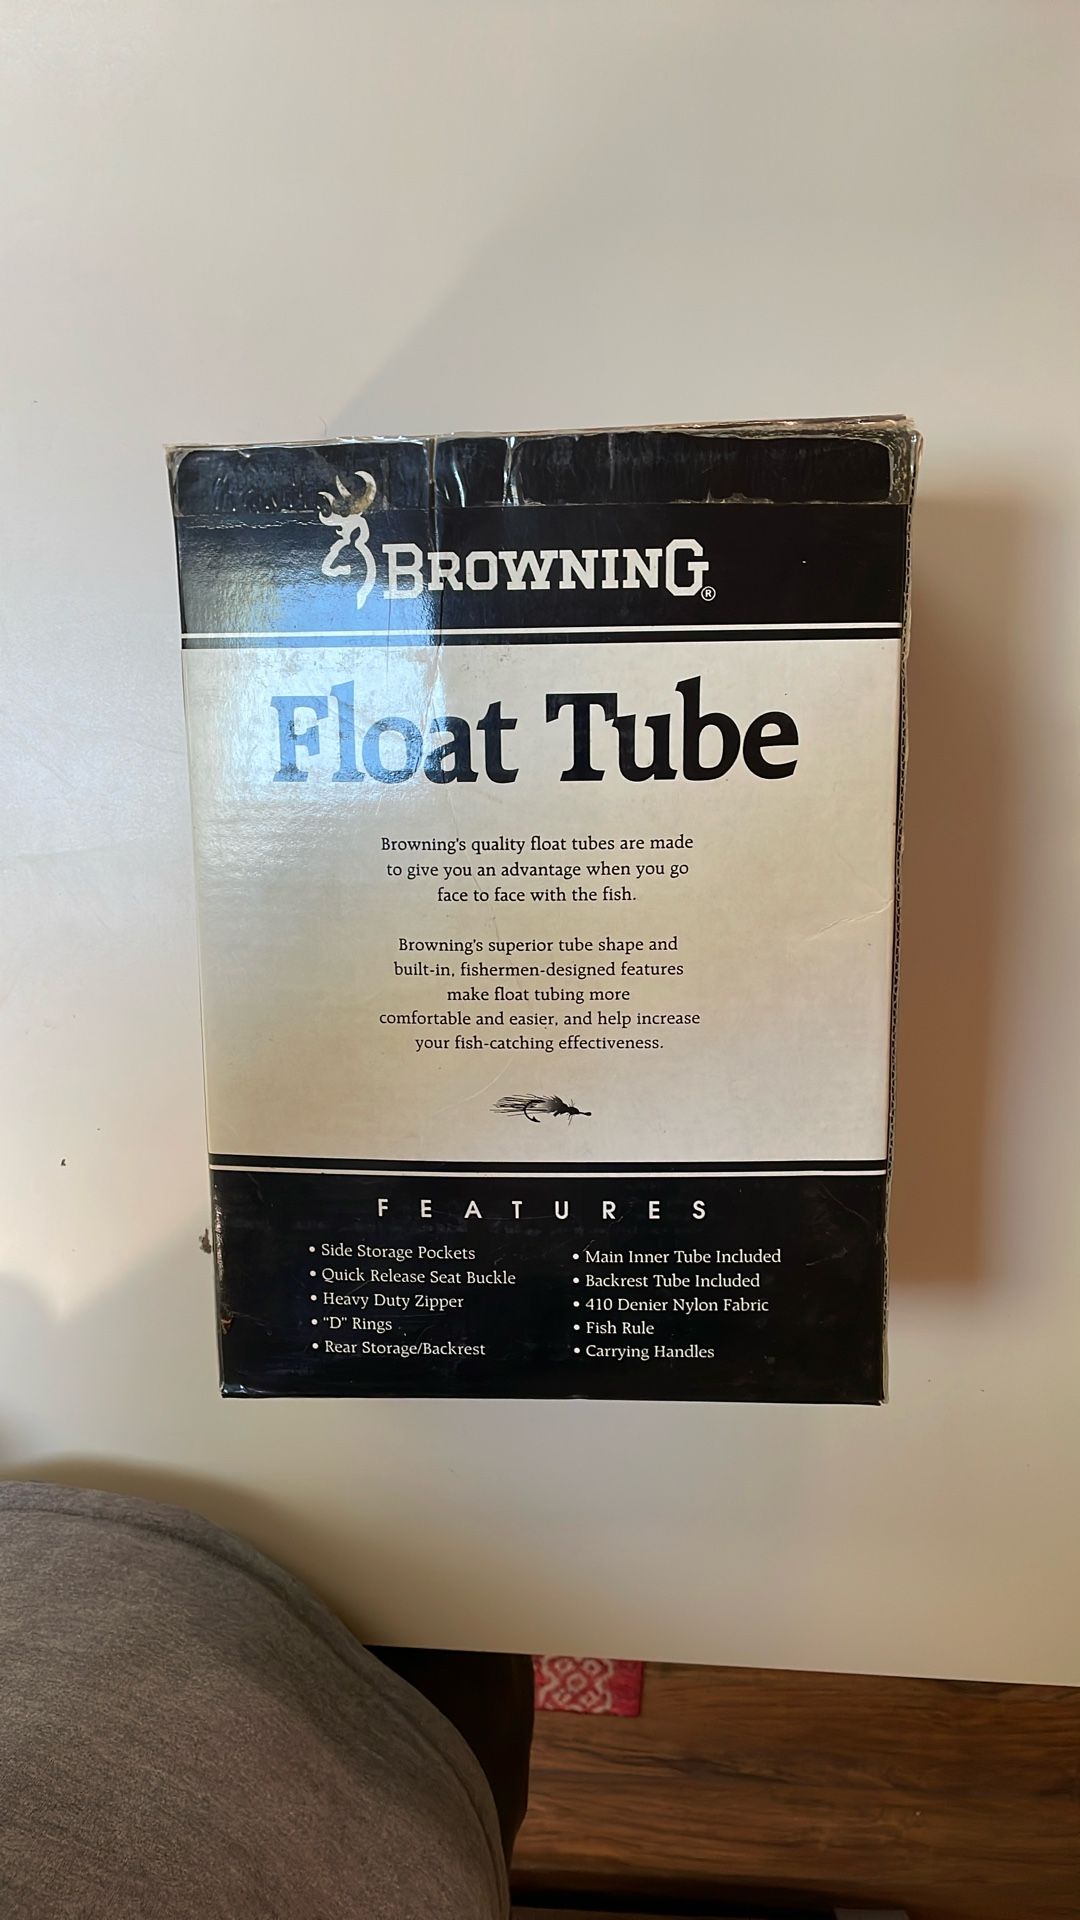 BROWNING®
Float Tube
Browning's quality float tubes are made
to give you an advantage when you go
face to face with the fish.
Browning's superior tube shape and
built-in, fishermen-designed features
make float tubing more
comfortable and easier, and help increase
your fish-catching effectiveness.
FEATURES
• Side Storage Pockets
• Quick Release Seat Buckle
• Heavy Duty Zipper
• "D" Rings
• Rear Storage/Backrest
• Main Inner Tube Included
• Backrest Tube Included
• 410 Denier Nylon Fabric
• Fish Rule
• Carrying Handles